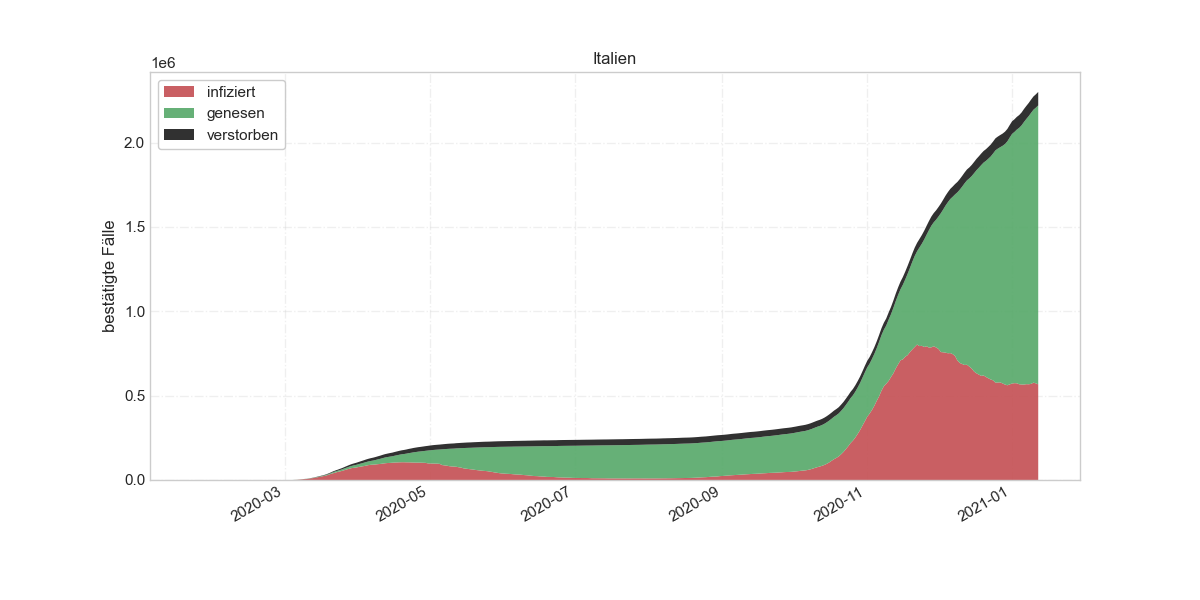 Italien
1e6
infiziert
genesen
verstorben
bestätigte Fälle
2.0
1.5
1.0
0.5
0.0
2020-03
2020-05
2020-07
2020-09
2020-11
2021-01